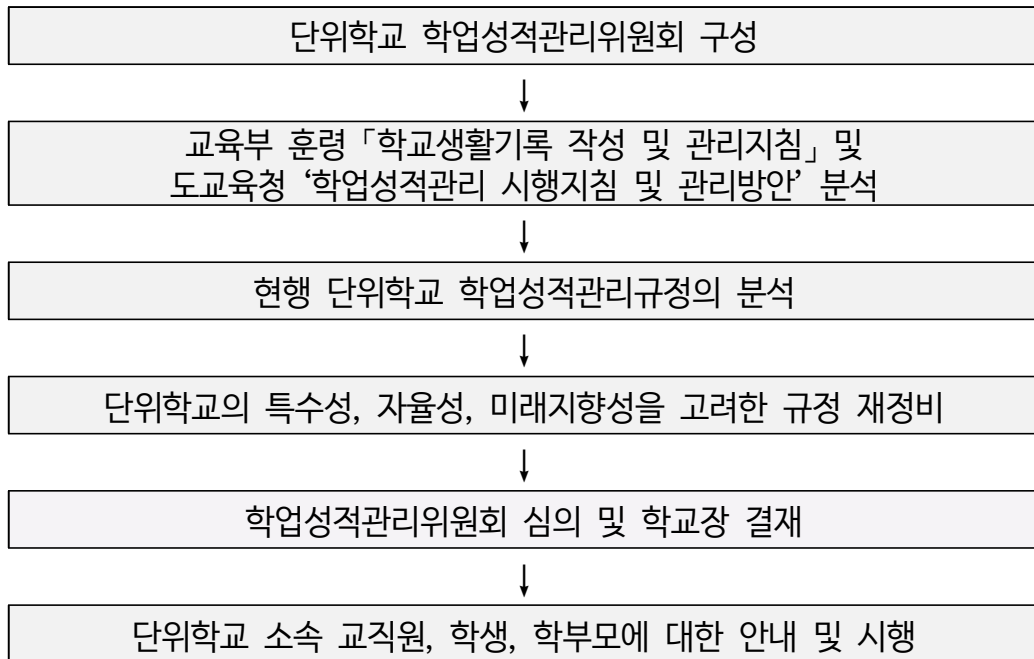 단위학교 학업성적관리위원회 구성
↓
교육부 훈령「학교생활기록 작성 및 관리지침」및
도교육청 ‘학업성적관리 시행지침 및 관리방안’ 분석
↓
현행 단위학교 학업성적관리규정의 분석
↓
단위학교의 특수성, 자율성, 미래지향성을 고려한 규정 재정비
↓
학업성적관리위원회 심의 및 학교장 결재
↓
단위학교 소속 교직원, 학생, 학부모에 대한 안내 및 시행